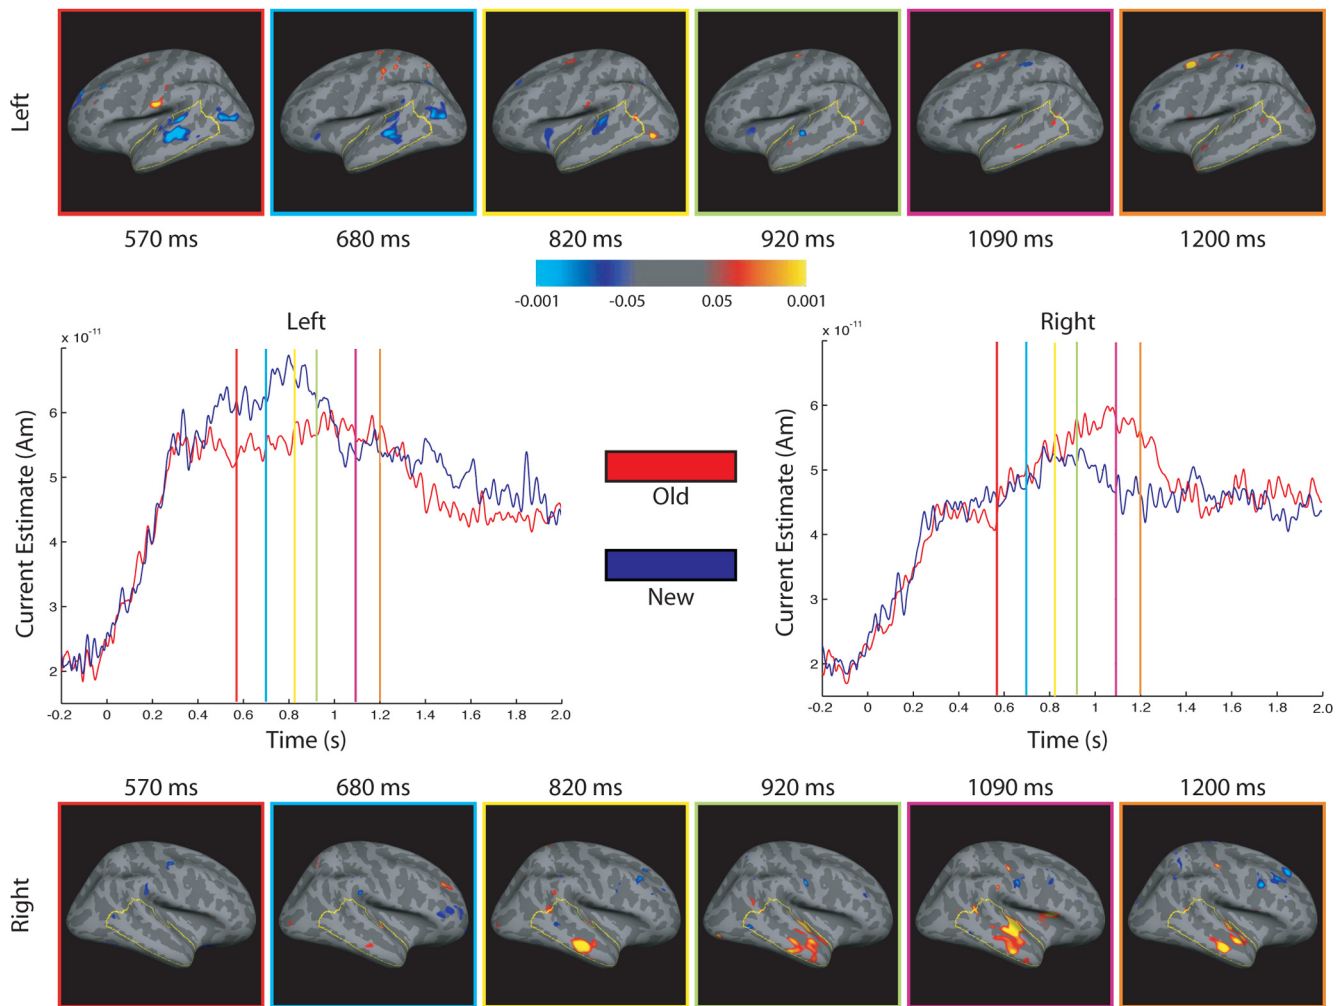 Left
570 ms 680 ms 820 ms 920 ms 1090 ms 1200 ms
-0.001 -0.05 0.05 0.001
Left
x 10-11
6
5
4
3
2
Current Estimate (Am)
-0.2 0 0.2 0.4 0.6 0.8 1 1.2 1.4 1.6 1.8 2.0
Time (s)
Old
New
Right
x 10-11
6
5
4
3
2
Current Estimate (Am)
-0.2 0 0.2 0.4 0.6 0.8 1 1.2 1.4 1.6 1.8 2.0
Time (s)
570 ms 680 ms 820 ms 920 ms 1090 ms 1200 ms
Right